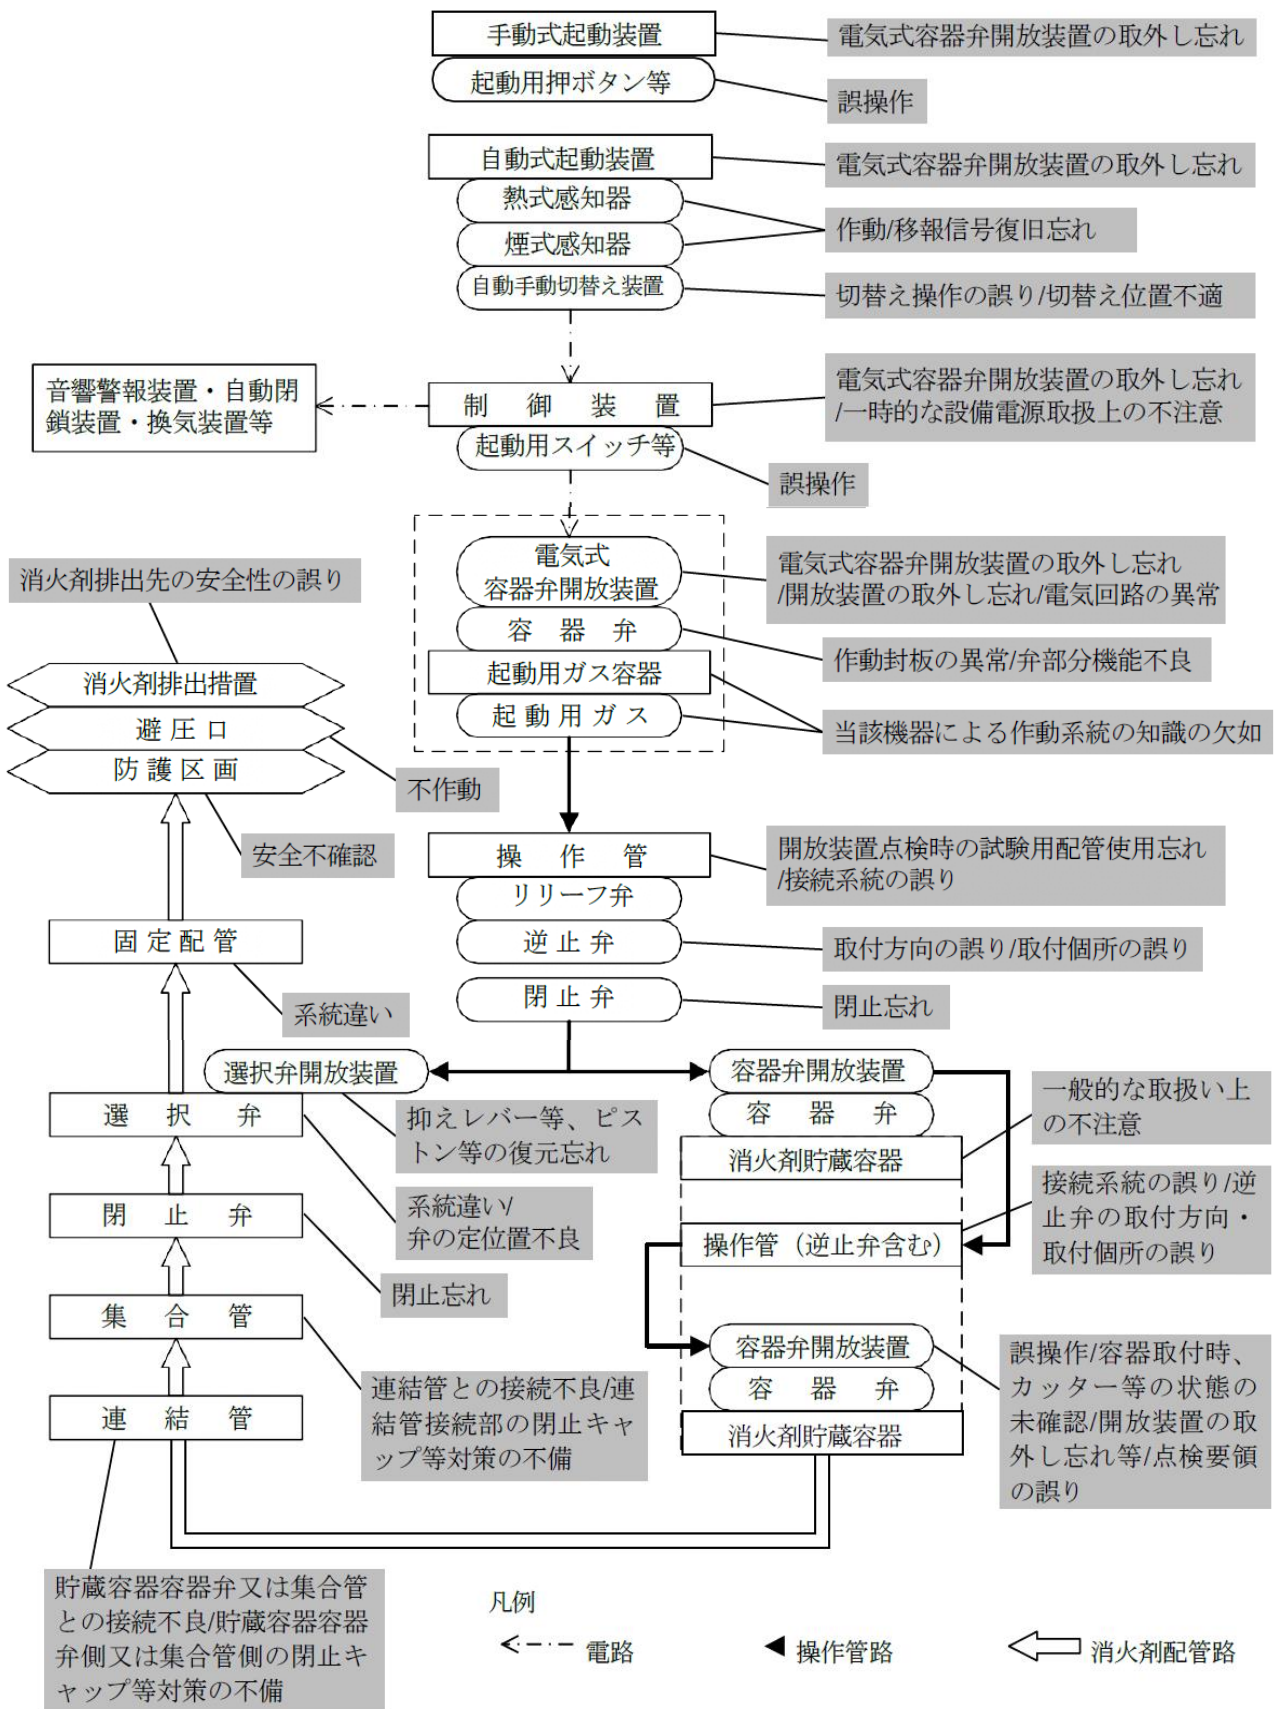 手動式起動装置
電気式容器弁開放装置の取外し忘れ
起動用押ボタン等
誤操作
自動式起動装置
電気式容器弁開放装置の取外し忘れ
熱式感知器
煙式感知器
作動/移報信号復旧忘れ
自動手動切替え装置
切替え操作の誤り/切替え位置不適
音響警報装置・自動閉
鎖装置・換気装置等
制御装置
電気式容器弁開放装置の取外し忘れ
/一時的な設備電源取扱上の不注意
起動用スイッチ等
誤操作
電気式
容器弁開放装置
電気式容器弁開放装置の取外し忘れ
/開放装置の取外し忘れ/電気回路の異常
容器弁
作動封板の異常/弁部分機能不良
起動用ガス容器
起動用ガス
当該機器による作動系統の知識の欠如
消火剤排出先の安全性の誤り
消火剤排出措置
避圧口
防護区画
不作動
安全不確認
操作管
開放装置点検時の試験用配管使用忘れ
/接続系統の誤り
リリーフ弁
逆止弁
取付方向の誤り/取付個所の誤り
閉止弁
閉止忘れ
固定配管
系統違い
選択弁開放装置
抑えレバー等、ピス
トン等の復元忘れ
選択弁
系統違い/
弁の定位置不良
閉止弁
閉止忘れ
集合管
連結管との接続不良/連
結管接続部の閉止キャ
ップ等対策の不備
連結管
貯蔵容器容器弁又は集合管
との接続不良/貯蔵容器容器
弁側又は集合管側の閉止キ
ャップ等対策の不備
容器弁開放装置
容器弁
消火剤貯蔵容器
一般的な取扱い上
の不注意
操作管（逆止弁含む）
接続系統の誤り/逆
止弁の取付方向・
取付個所の誤り
容器弁開放装置
容器弁
消火剤貯蔵容器
誤操作/容器取付時、
カッター等の状態の
未確認/開放装置の取
外し忘れ等/点検要領
の誤り
凡例
電路
操作管路
消火剤配管路